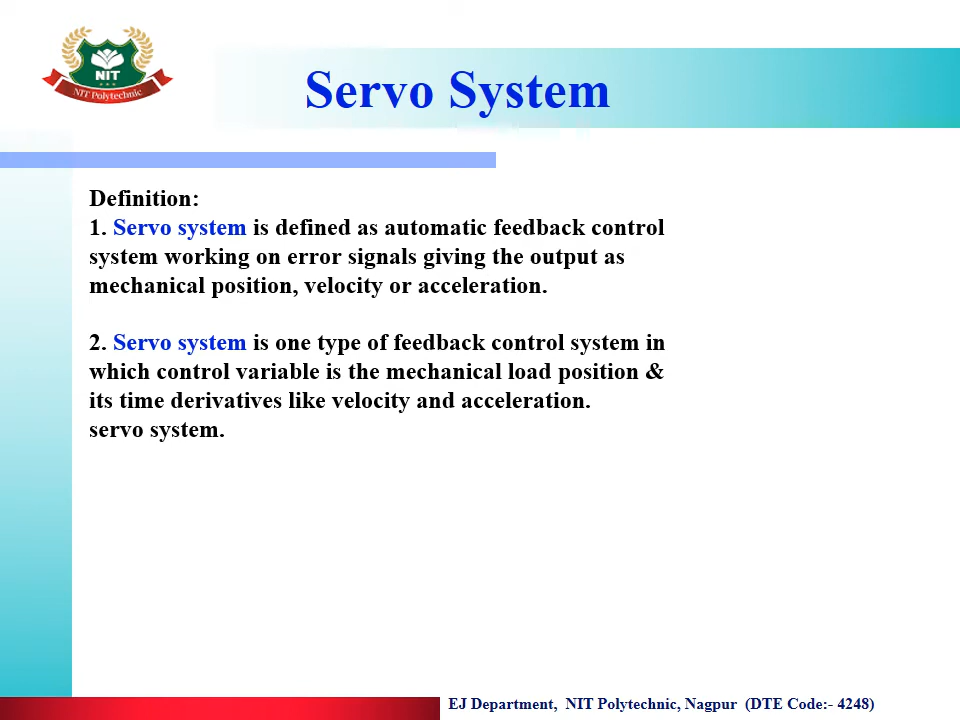 NIT
NIT Polytechnic
Servo System
Definition:
1. Servo system is defined as automatic feedback control
system working on error signals giving the output as
mechanical position, velocity or acceleration.
2. Servo system is one type of feedback control system in
which control variable is the mechanical load position &
its time derivatives like velocity and acceleration.
servo system.
EJ Department, NIT Polytechnic, Nagpur (DTE Code:- 4248)